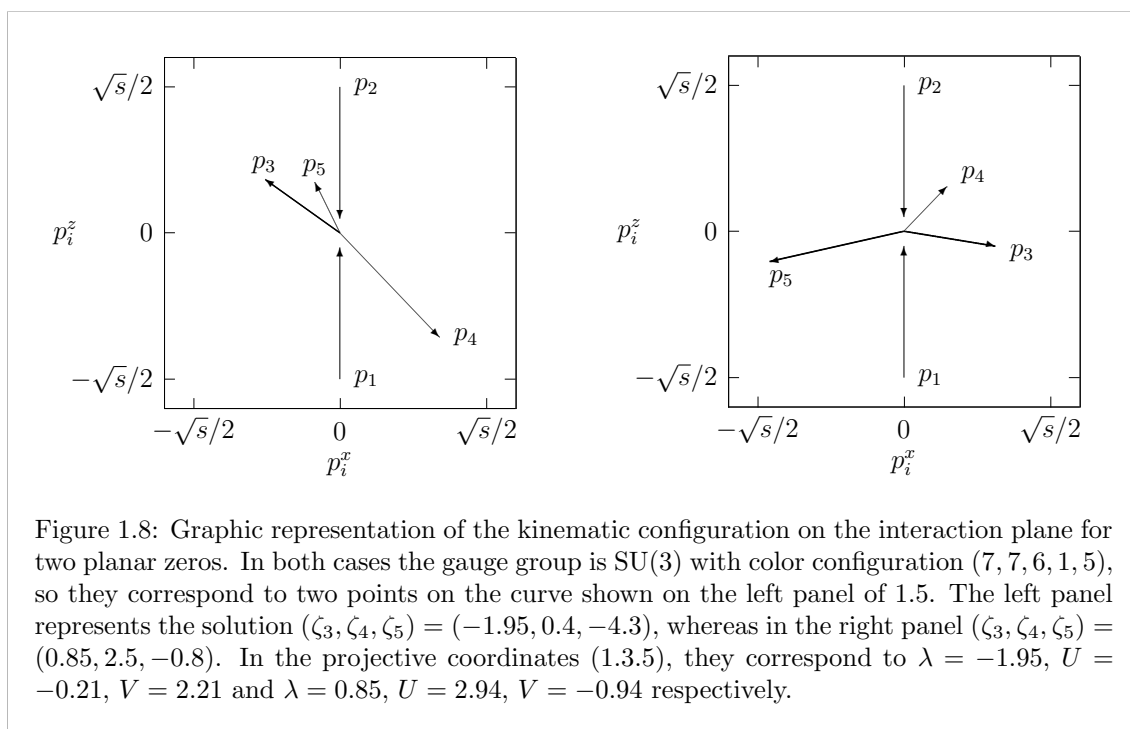 √s/2
p₂
p₃
p₅
pᵢᶻ
0
p₄
−√s/2
p₁
−√s/2
0
√s/2
pᵢˣ
√s/2
p₂
p₄
pᵢᶻ
0
p₃
p₅
−√s/2
p₁
−√s/2
0
√s/2
pᵢˣ
Figure 1.8: Graphic representation of the kinematic configuration on the interaction plane for
two planar zeros. In both cases the gauge group is SU(3) with color configuration (7, 7, 6, 1, 5),
so they correspond to two points on the curve shown on the left panel of 1.5. The left panel
represents the solution (ζ₃, ζ₄, ζ₅) = (−1.95, 0.4, −4.3), whereas in the right panel (ζ₃, ζ₄, ζ₅) =
(0.85, 2.5, −0.8). In the projective coordinates (1.3.5), they correspond to λ = −1.95, U =
−0.21, V = 2.21 and λ = 0.85, U = 2.94, V = −0.94 respectively.